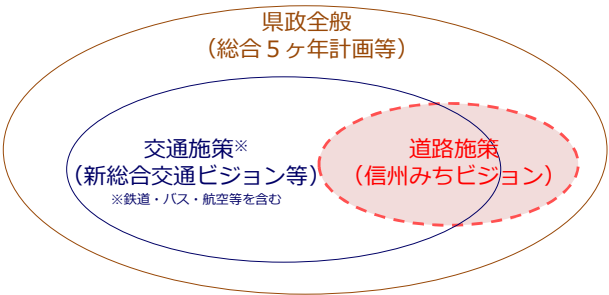 県政全般
（総合５ヶ年計画等）
交通施策※
（新総合交通ビジョン等）
※鉄道・バス・航空等を含む
道路施策
（信州みちビジョン）